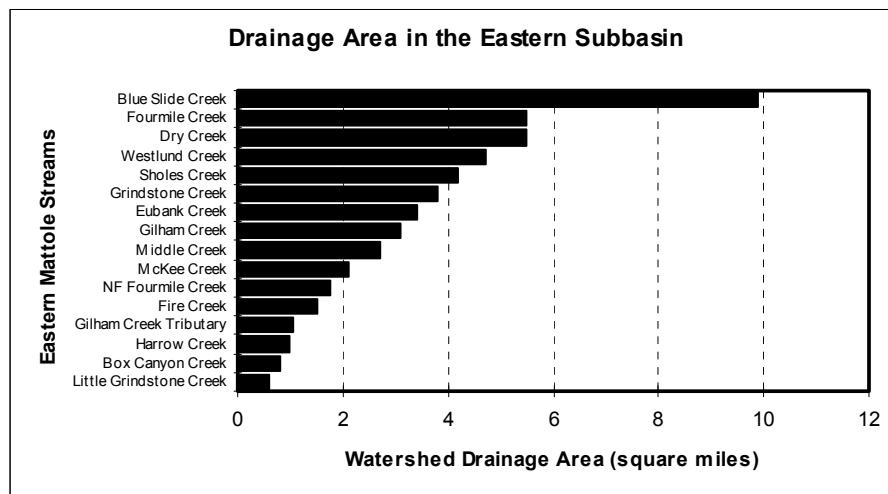 Drainage Area in the Eastern Subbasin
Eastern Mattole Streams
Blue Slide Creek
Fourmile Creek
Dry Creek
Westlund Creek
Sholes Creek
Grindstone Creek
Eubank Creek
Gilham Creek
Middle Creek
McKee Creek
NF Fourmile Creek
Fire Creek
Gilham Creek Tributary
Harrow Creek
Box Canyon Creek
Little Grindstone Creek
0 2 4 6 8 10 12
Watershed Drainage Area (square miles)